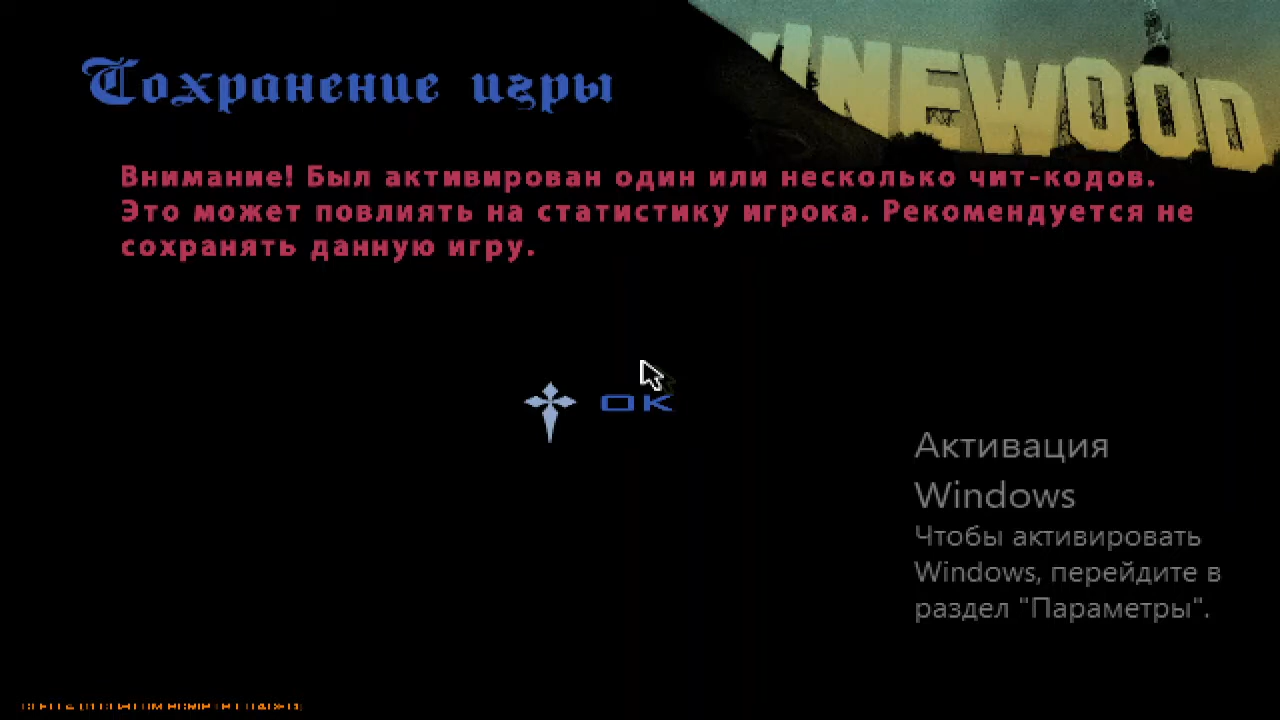 Сохранение игры
INEWOOD
Внимание! Был активирован один или несколько чит-кодов.
Это может повлиять на статистику игрока. Рекомендуется не
сохранять данную игру.
OK
Активация
Windows
Чтобы активировать
Windows, перейдите в
раздел "Параметры".